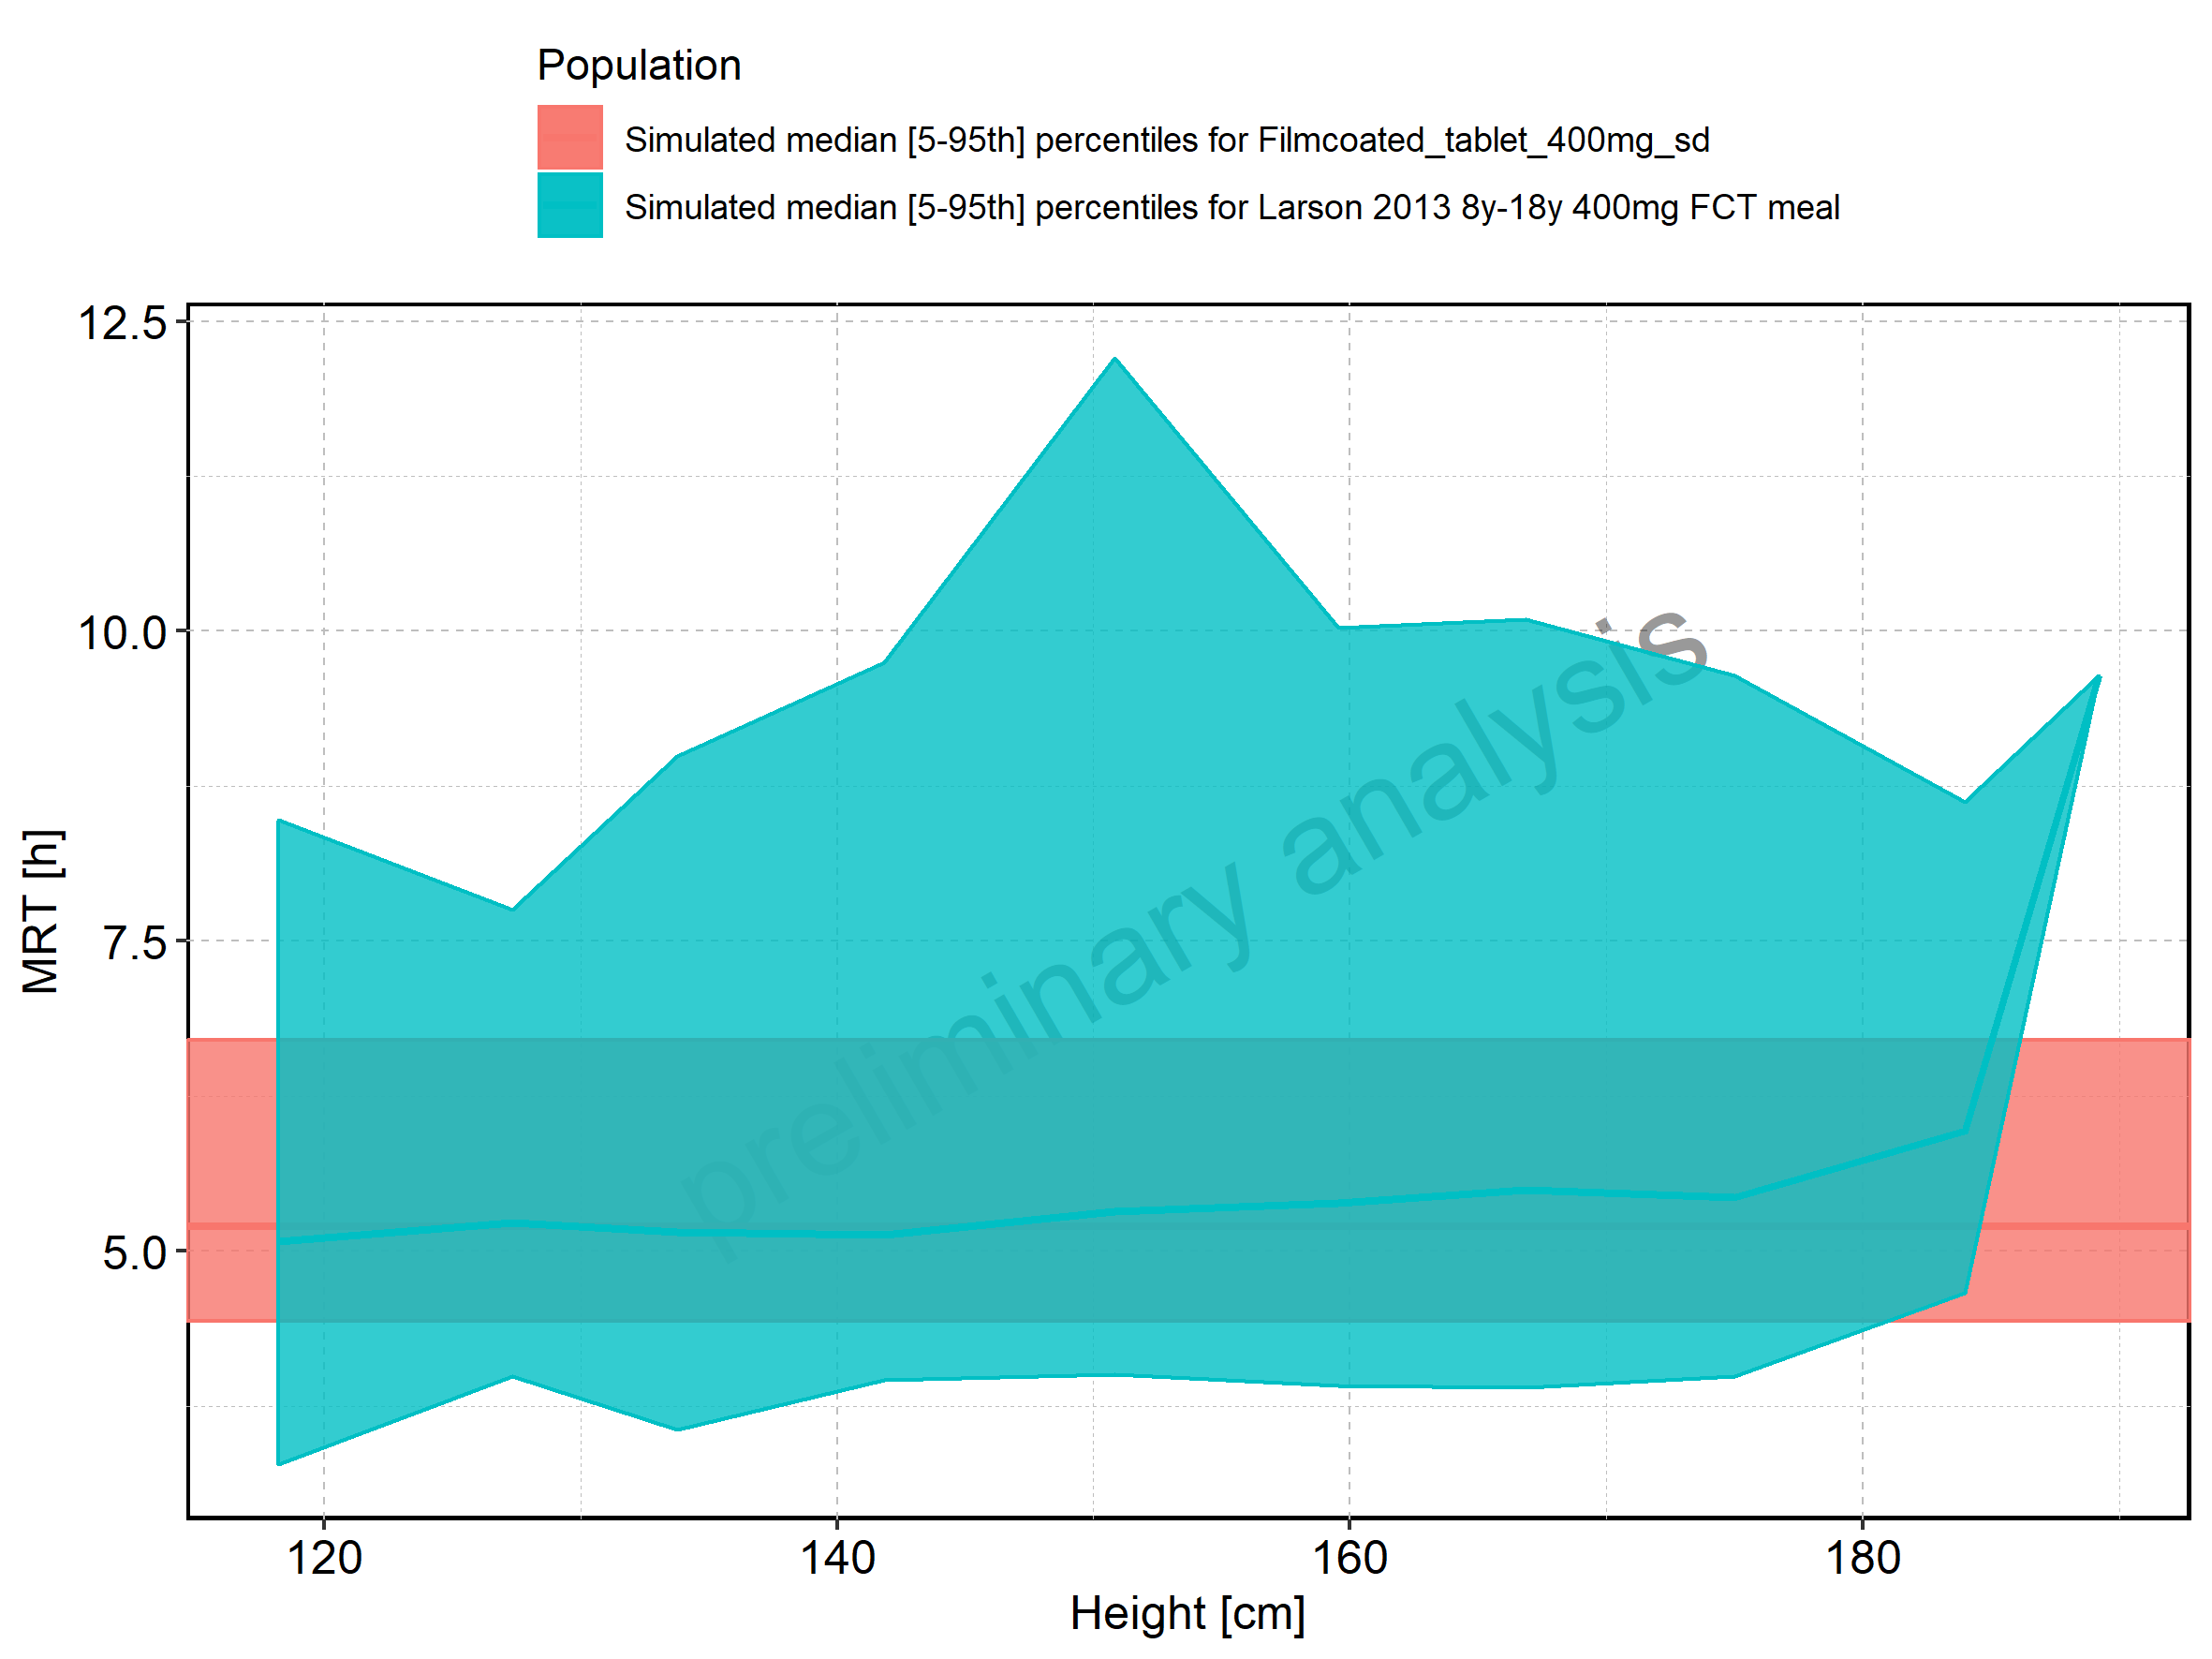 Population
Simulated median [5-95th] percentiles for Filmcoated_tablet_400mg_sd
Simulated median [5-95th] percentiles for Larson 2013 8y-18y 400mg FCT meal
12.5
10.0
7.5
5.0
MRT [h]
preliminary analysis
120 140 160 180
Height [cm]